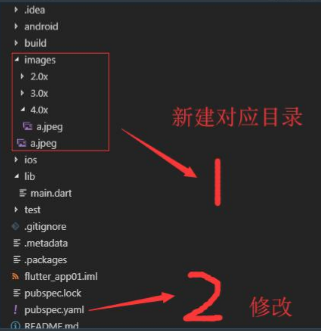 .idea
android
build
images
2.0x
3.0x
4.0x
a.jpeg
a.jpeg
新建对应目录
1
ios
lib
main.dart
test
.gitignore
.metadata
.packages
flutter_app01.iml
pubspec.lock
pubspec.yaml
2 修改
README.md